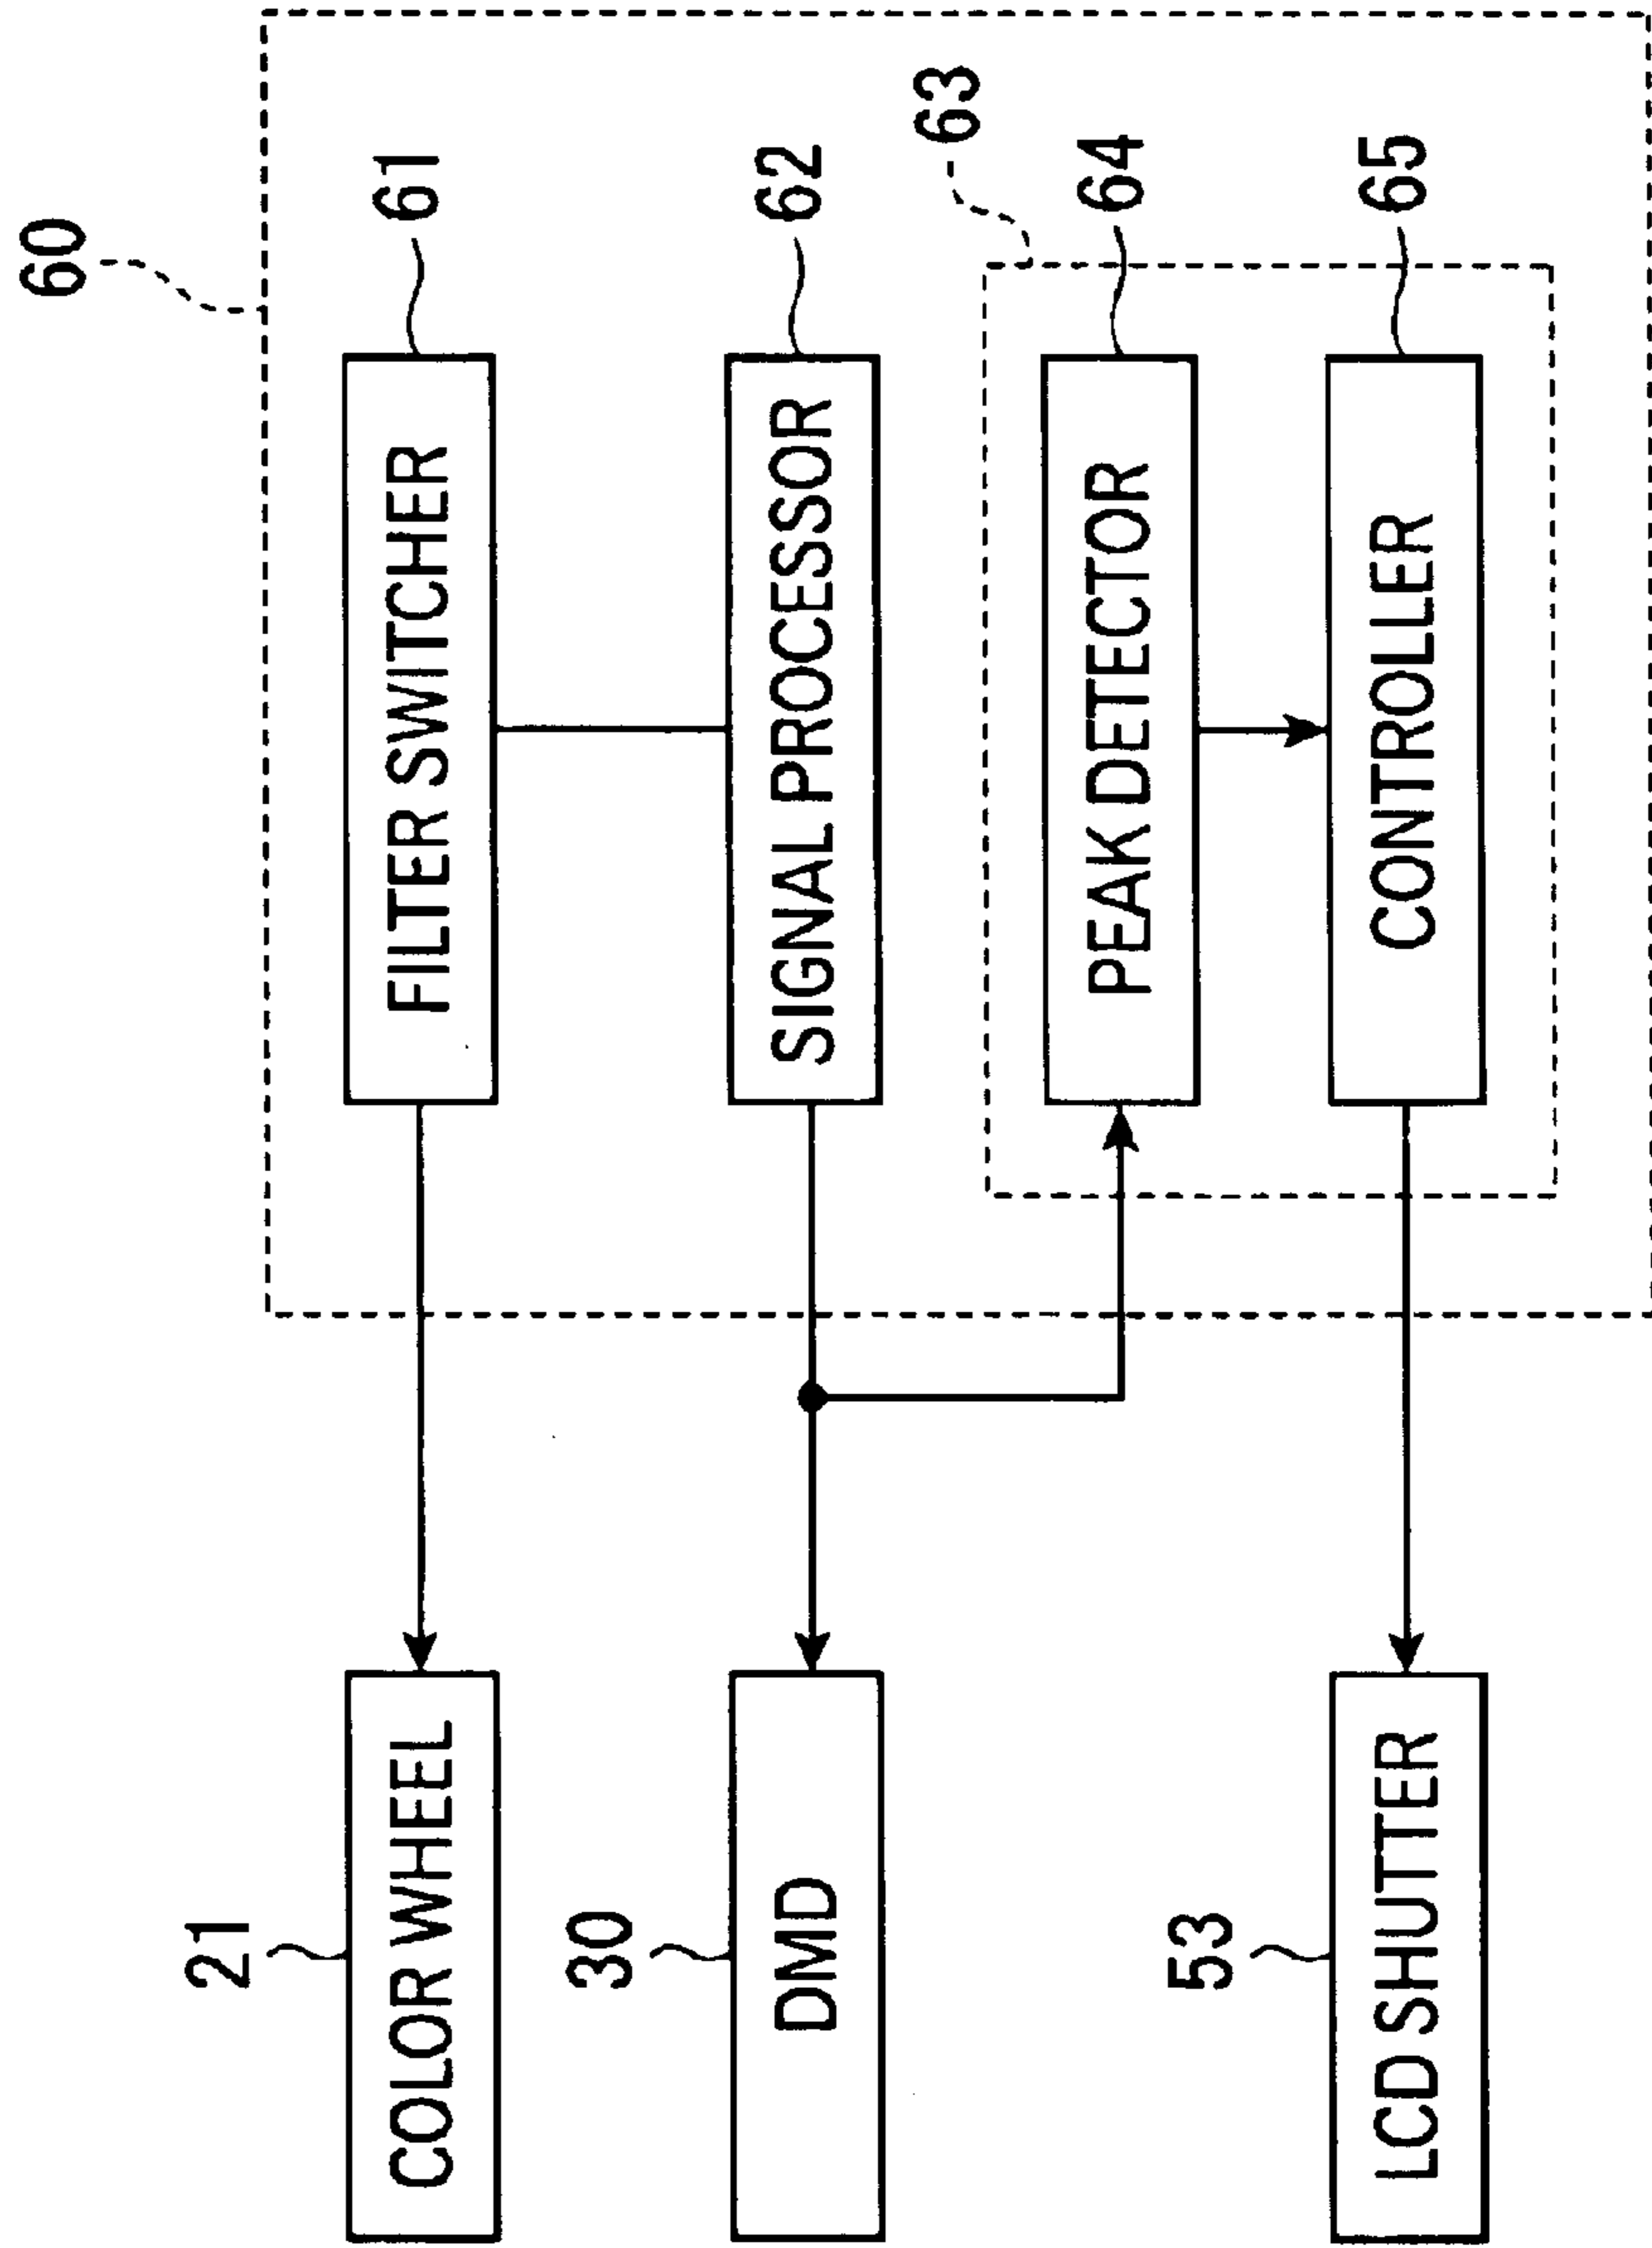 60
61
FILTER SWITCHER
62
SIGNAL PROCESSOR
63
64
PEAK DETECTOR
65
CONTROLLER
21
COLOR WHEEL
30
DMD
53
LCD SHUTTER